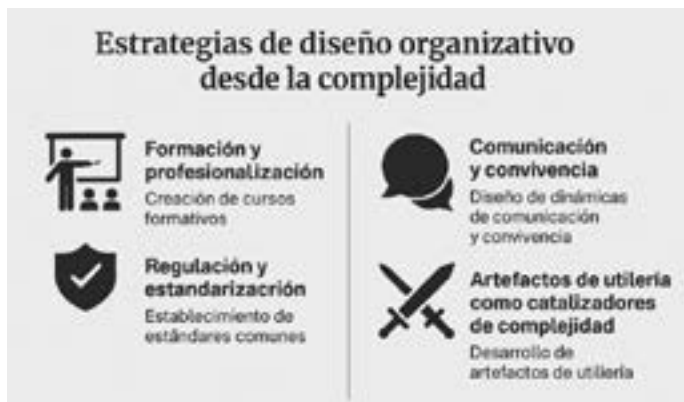 Estrategias de diseño organizativo
desde la complejidad
Formación y
profesionalización
Creación de cursos
formativos
Regulación y
estandarizacrión
Establecimiento de
estándares comunes
Comunicación
y convivencia
Diseño de dinámicas
de comunicación
y convivencia
Artefactos de utilería
como catalizadores
de complejidad
Desarrollo de
artefactos de utilieria